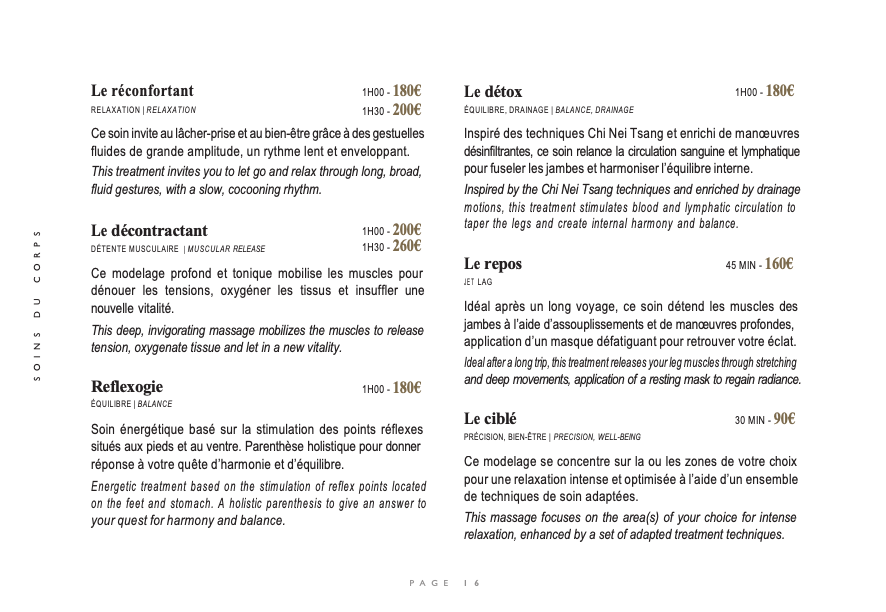 SOINS DU CORPS
Le réconfortant 1H00 - 180€
RELAXATION | RELAXATION 1H30 - 200€
Ce soin invite au lâcher-prise et au bien-être grâce à des gestuelles
fluides de grande amplitude, un rythme lent et enveloppant.
This treatment invites you to let go and relax through long, broad,
fluid gestures, with a slow, cocooning rhythm.
Le décontractant 1H00 - 200€
DÉTENTE MUSCULAIRE | MUSCULAR RELEASE 1H30 - 260€
Ce modelage profond et tonique mobilise les muscles pour
dénouer les tensions, oxygéner les tissus et insuffler une
nouvelle vitalité.
This deep, invigorating massage mobilizes the muscles to release
tension, oxygenate tissue and let in a new vitality.
Reflexogie 1H00 - 180€
ÉQUILIBRE | BALANCE
Soin énergétique basé sur la stimulation des points réflexes
situés aux pieds et au ventre. Parenthèse holistique pour donner
réponse à votre quête d'harmonie et d'équilibre.
Energetic treatment based on the stimulation of reflex points located
on the feet and stomach. A holistic parenthesis to give an answer to
your quest for harmony and balance.
Le détox 1H00 - 180€
ÉQUILIBRE, DRAINAGE | BALANCE, DRAINAGE
Inspiré des techniques Chi Nei Tsang et enrichi de manœuvres
désinfiltrantes, ce soin relance la circulation sanguine et lymphatique
pour fuseler les jambes et harmoniser l'équilibre interne.
Inspired by the Chi Nei Tsang techniques and enriched by drainage
motions, this treatment stimulates blood and lymphatic circulation to
taper the legs and create internal harmony and balance.
Le repos 45 MIN - 160€
JET LAG
Idéal après un long voyage, ce soin détend les muscles des
jambes à l'aide d'assouplissements et de manœuvres profondes,
application d'un masque défatiguant pour retrouver votre éclat.
Ideal after a long trip, this treatment releases your leg muscles through stretching
and deep movements, application of a resting mask to regain radiance.
Le ciblé 30 MIN - 90€
PRÉCISION, BIEN-ÊTRE | PRECISION, WELL-BEING
Ce modelage se concentre sur la ou les zones de votre choix
pour une relaxation intense et optimisée à l'aide d'un ensemble
de techniques de soin adaptées.
This massage focuses on the area(s) of your choice for intense
relaxation, enhanced by a set of adapted treatment techniques.
PAGE 16